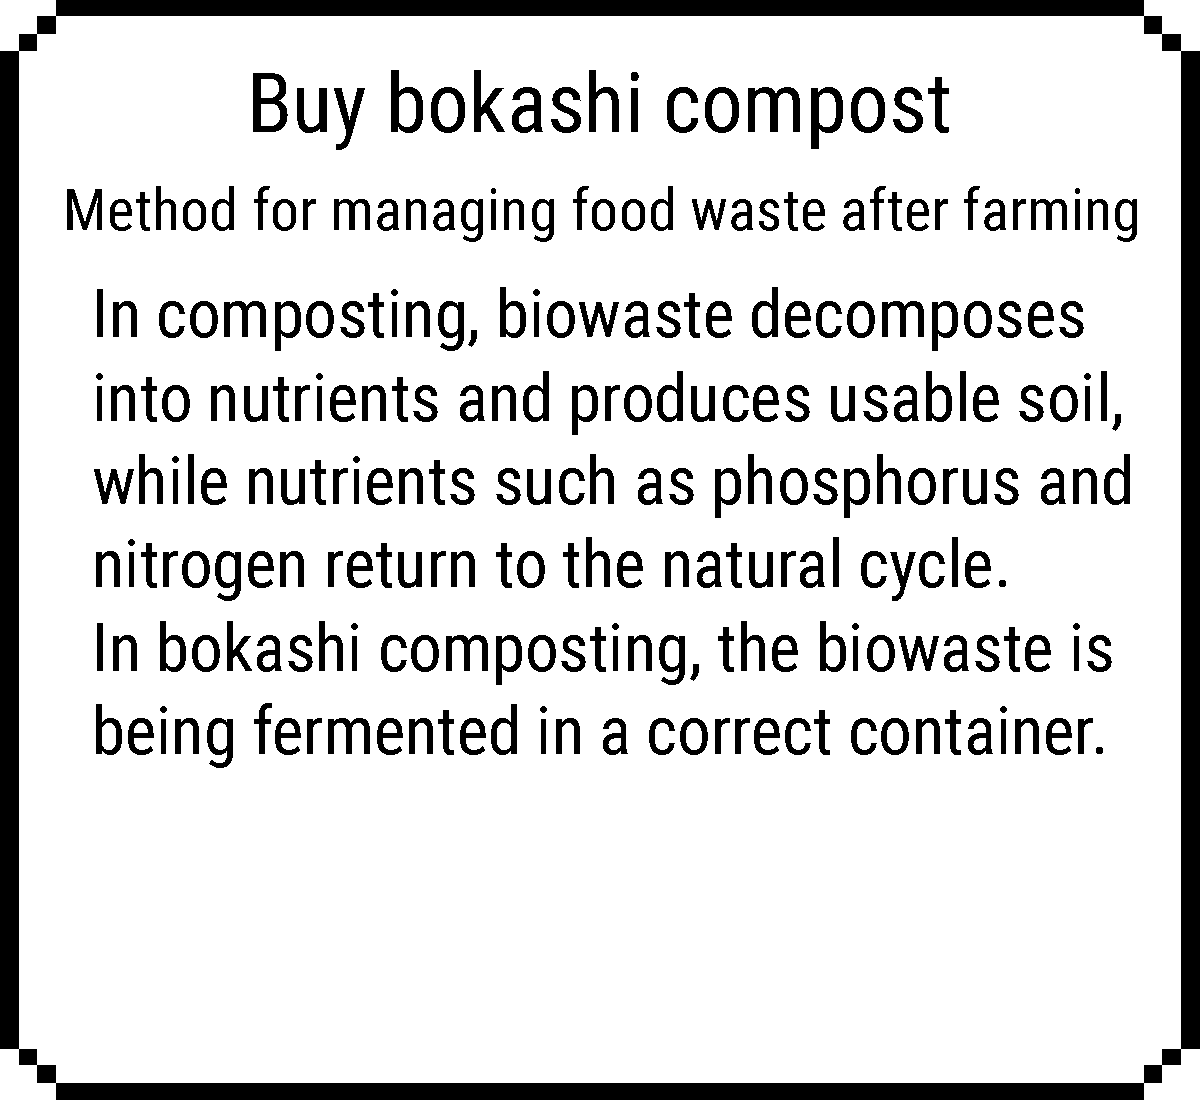 Buy bokashi compost
Method for managing food waste after farming
In composting, biowaste decomposes
into nutrients and produces usable soil,
while nutrients such as phosphorus and
nitrogen return to the natural cycle.
In bokashi composting, the biowaste is
being fermented in a correct container.